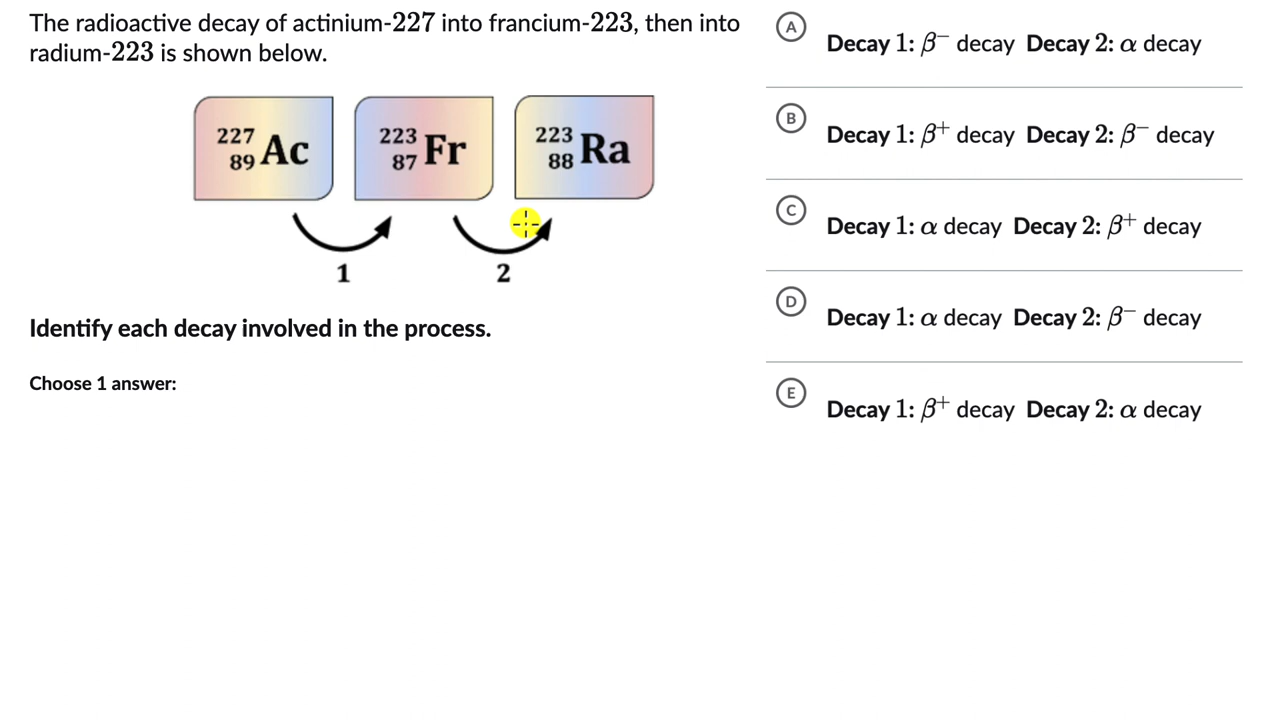 The radioactive decay of actinium-227 into francium-223, then into
radium-223 is shown below.
227
89 Ac
223
87 Fr
223
88 Ra
1
2
Identify each decay involved in the process.
Choose 1 answer:
A
Decay 1: β⁻ decay Decay 2: α decay
B
Decay 1: β⁺ decay Decay 2: β⁻ decay
C
Decay 1: α decay Decay 2: β⁺ decay
D
Decay 1: α decay Decay 2: β⁻ decay
E
Decay 1: β⁺ decay Decay 2: α decay